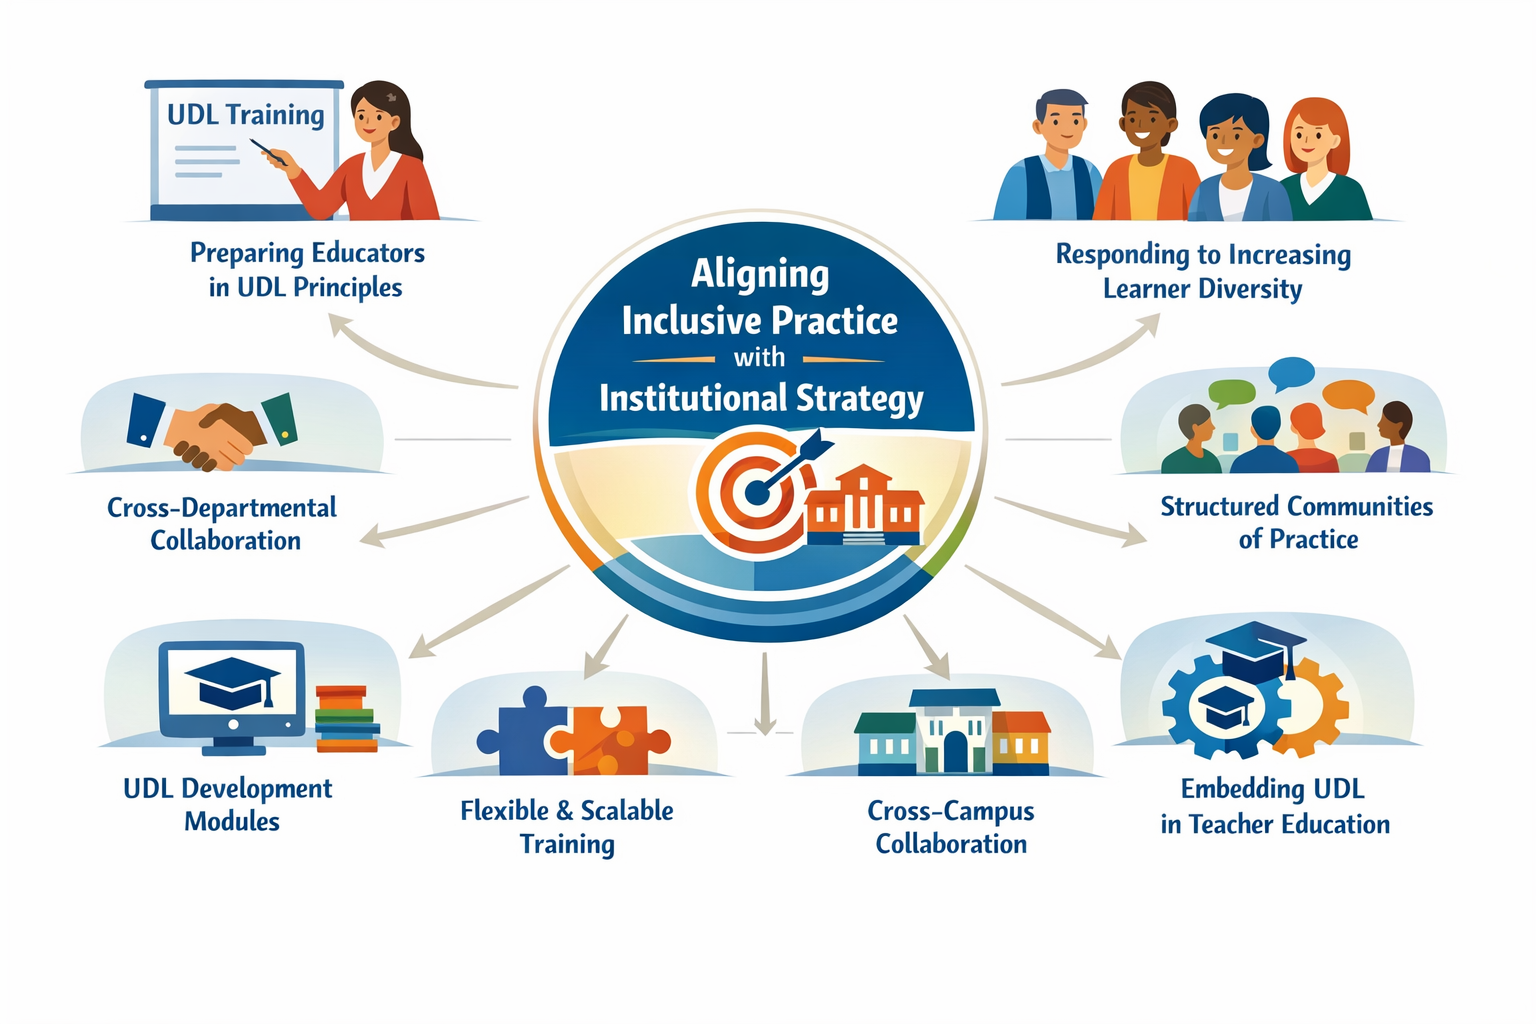 UDL Training
Preparing Educators
in UDL Principles
Responding to Increasing
Learner Diversity
Aligning
Inclusive Practice
with
Institutional Strategy
Cross-Departmental
Collaboration
Structured Communities
of Practice
UDL Development
Modules
Flexible & Scalable
Training
Cross-Campus
Collaboration
Embedding UDL
in Teacher Education